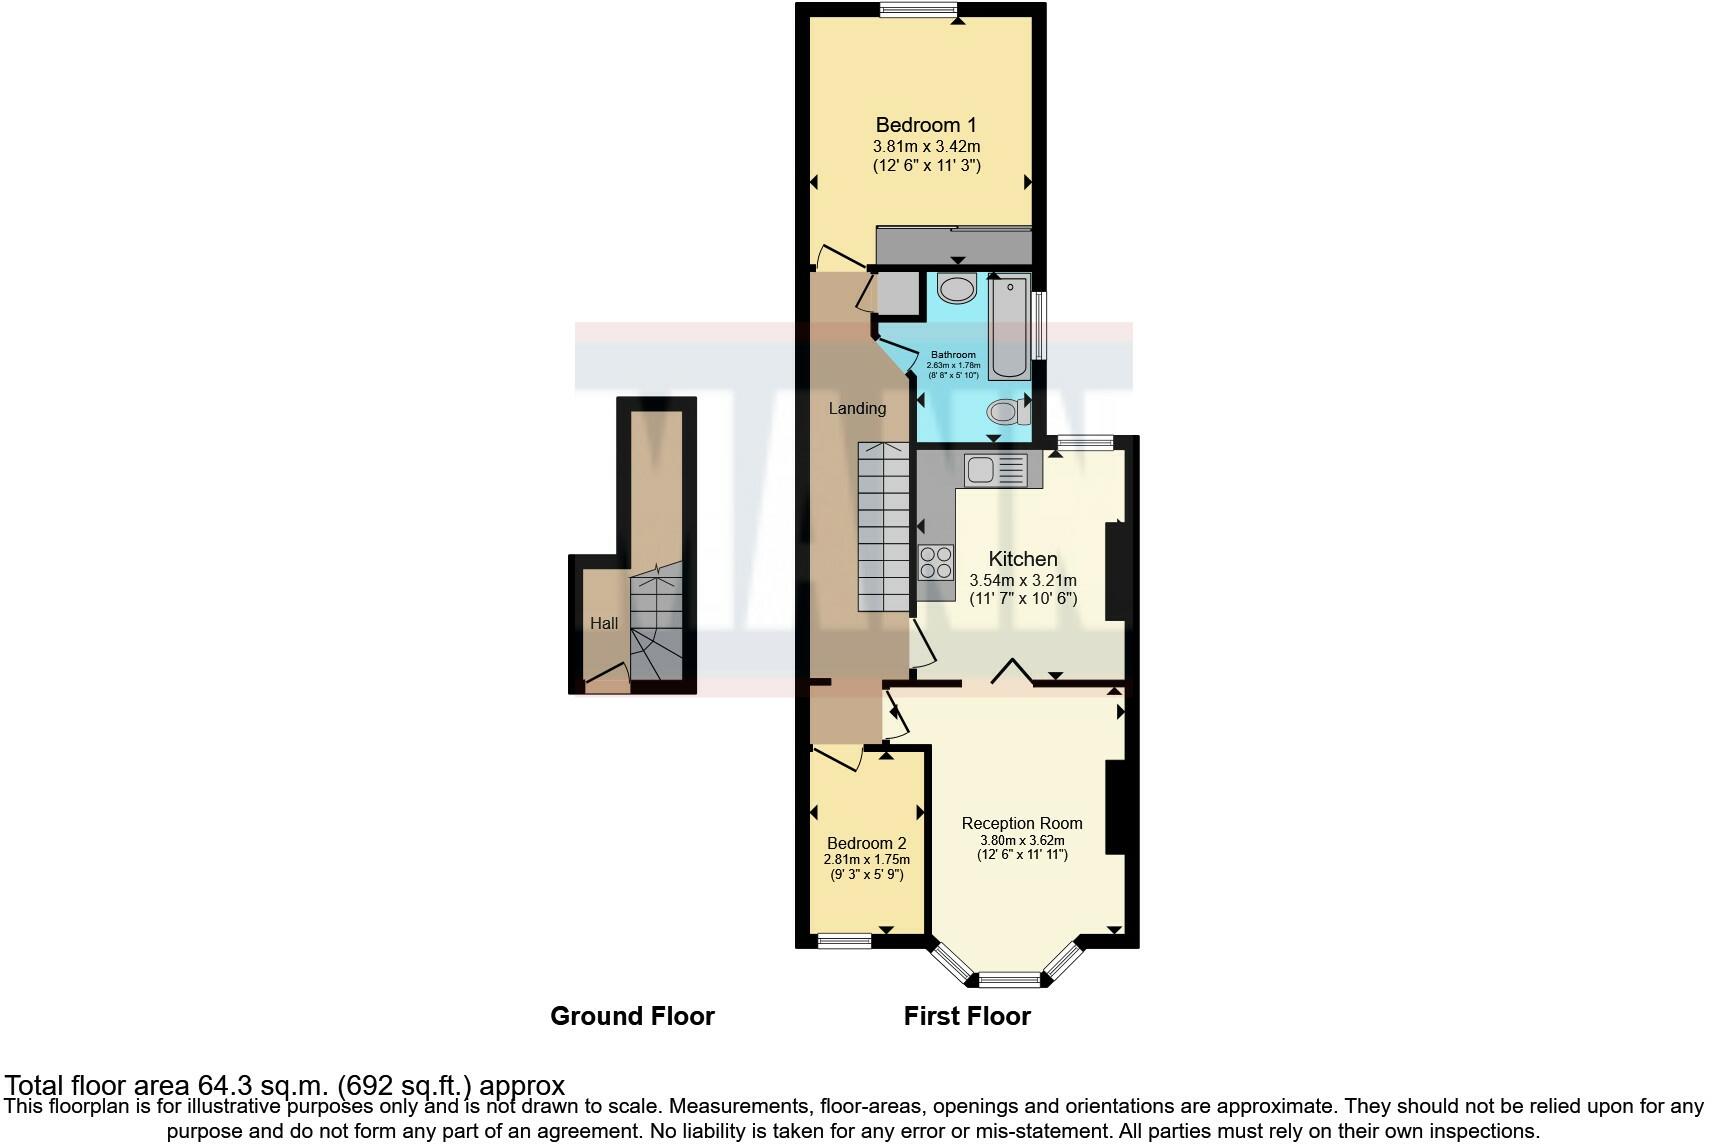 Bedroom 1
3.81m x 3.42m
(12' 6" x 11' 3")
Bathroom
2.63m x 1.78m
(8' 8" x 5' 10")
Landing
Kitchen
3.54m x 3.21m
(11' 7" x 10' 6")
Hall
Reception Room
3.80m x 3.62m
(12' 6" x 11' 11")
Bedroom 2
2.81m x 1.75m
(9' 3" x 5' 9")
Ground Floor
First Floor
Total floor area 64.3 sq.m. (692 sq.ft.) approx
This floorplan is for illustrative purposes only and is not drawn to scale. Measurements, floor-areas, openings and orientations are approximate. They should not be relied upon for any
purpose and do not form any part of an agreement. No liability is taken for any error or mis-statement. All parties must rely on their own inspections.